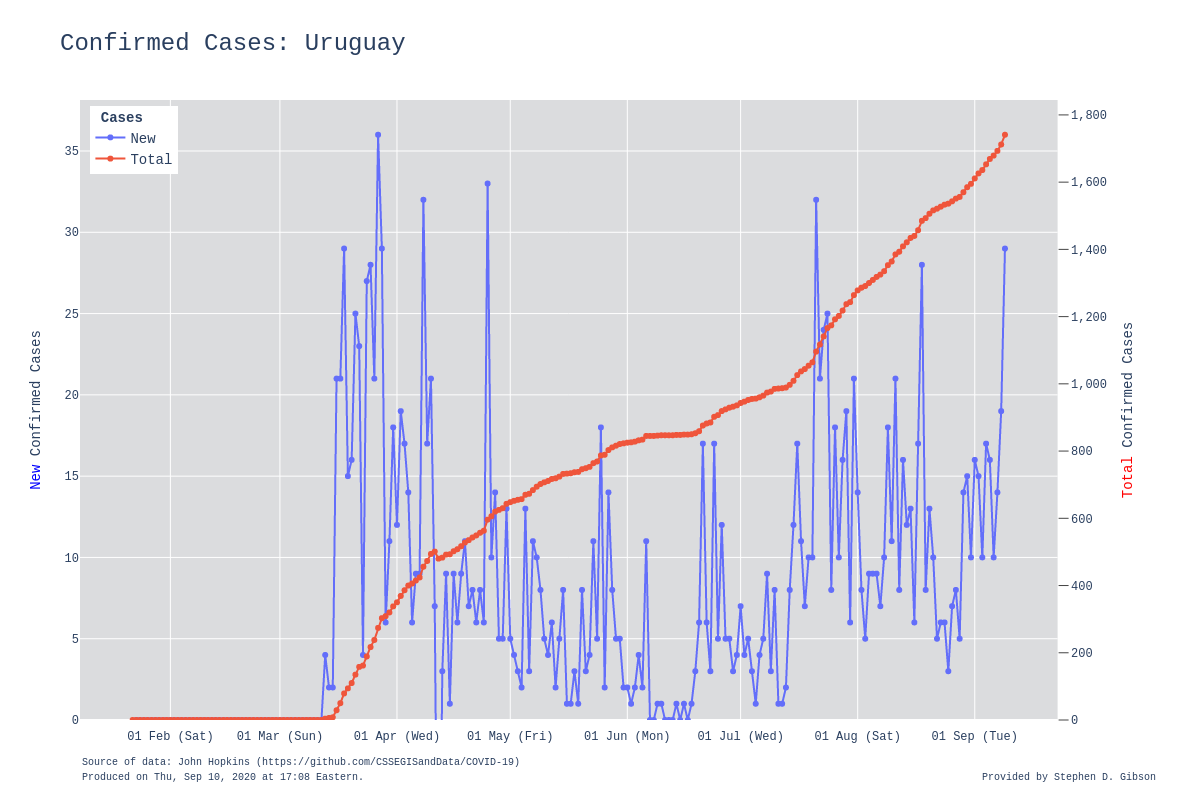 Confirmed Cases: Uruguay
Cases
New
Total
35
30
25
20
15
10
5
0
1,800
1,600
1,400
1,200
1,000
800
600
400
200
0
New Confirmed Cases
Total Confirmed Cases
01 Feb (Sat)
01 Mar (Sun)
01 Apr (Wed)
01 May (Fri)
01 Jun (Mon)
01 Jul (Wed)
01 Aug (Sat)
01 Sep (Tue)
Source of data: John Hopkins (https://github.com/CSSEGISandData/COVID-19)
Produced on Thu, Sep 10, 2020 at 17:08 Eastern.
Provided by Stephen D. Gibson